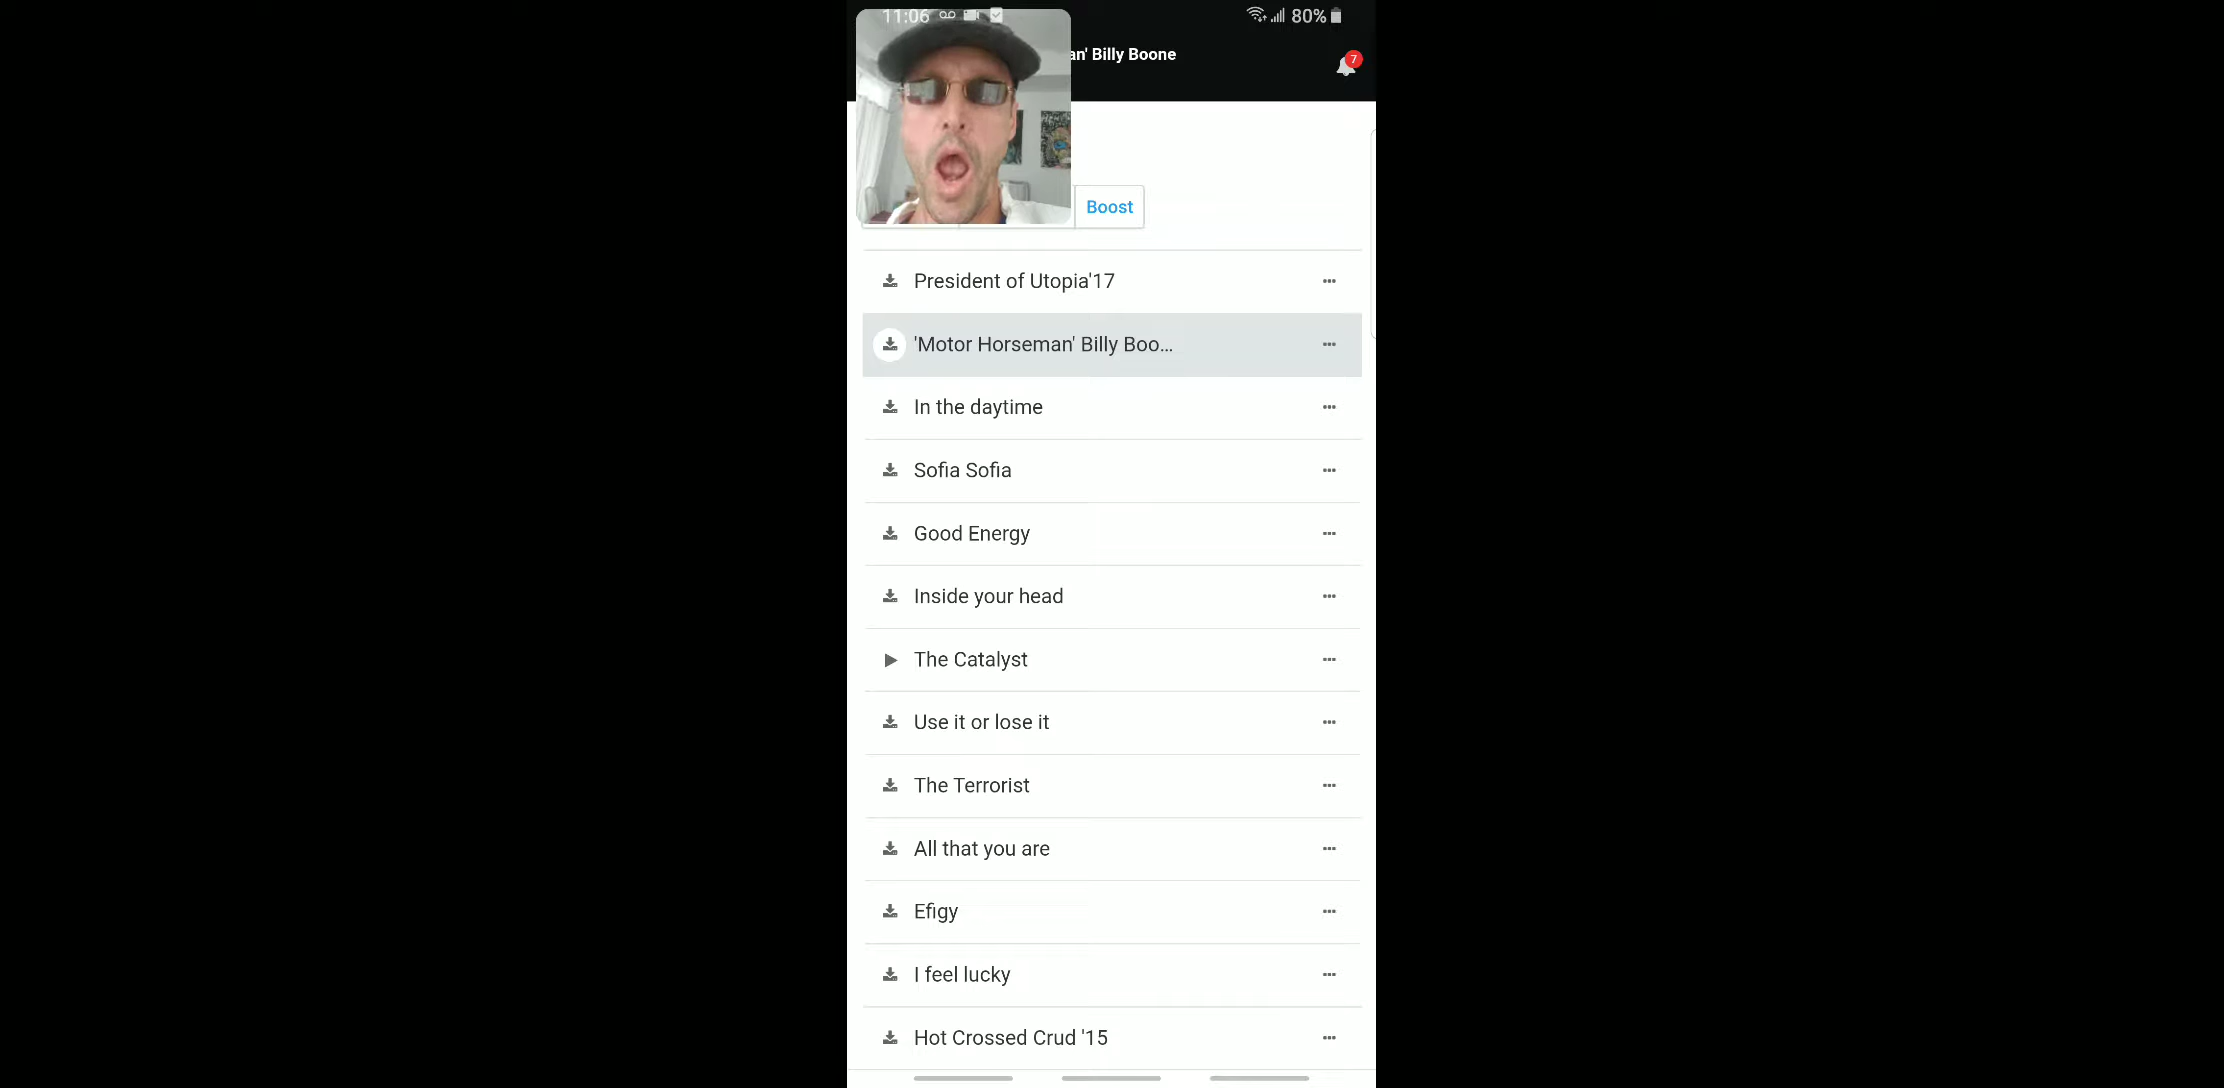 11:06
80%
an' Billy Boone
7
Boost
President of Utopia'17
'Motor Horseman' Billy Boo...
In the daytime
Sofia Sofia
Good Energy
Inside your head
The Catalyst
Use it or lose it
The Terrorist
All that you are
Efigy
I feel lucky
Hot Crossed Crud '15